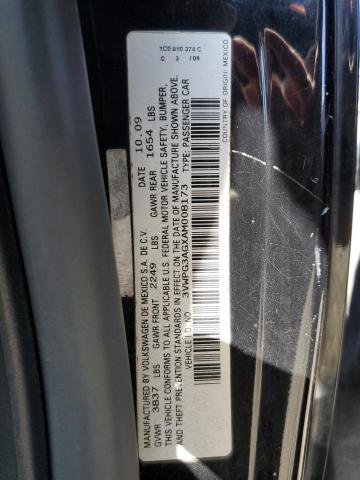 1C0 010 374 C
C 3 /09
MANUFACTURED BY VOLKSWAGEN DE MEXICO S.A. DE C.V. DATE 10.09
GVWR 3837 LBS GAWR FRONT 2249 LBS GAWR REAR 1654 LBS
THIS VEHICLE CONFORMS TO ALL APPLICABLE U.S. FEDERAL MOTOR VEHICLE SAFETY, BUMPER,
AND THEFT PREVENTION STANDARDS IN EFFECT ON THE DATE OF MANUFACTURE SHOWN ABOVE.
VEHICLE I.D. NO. 3VWPG3AGXAM008173 TYPE: PASSENGER CAR
COUNTRY OF ORIGIN: MEXICO